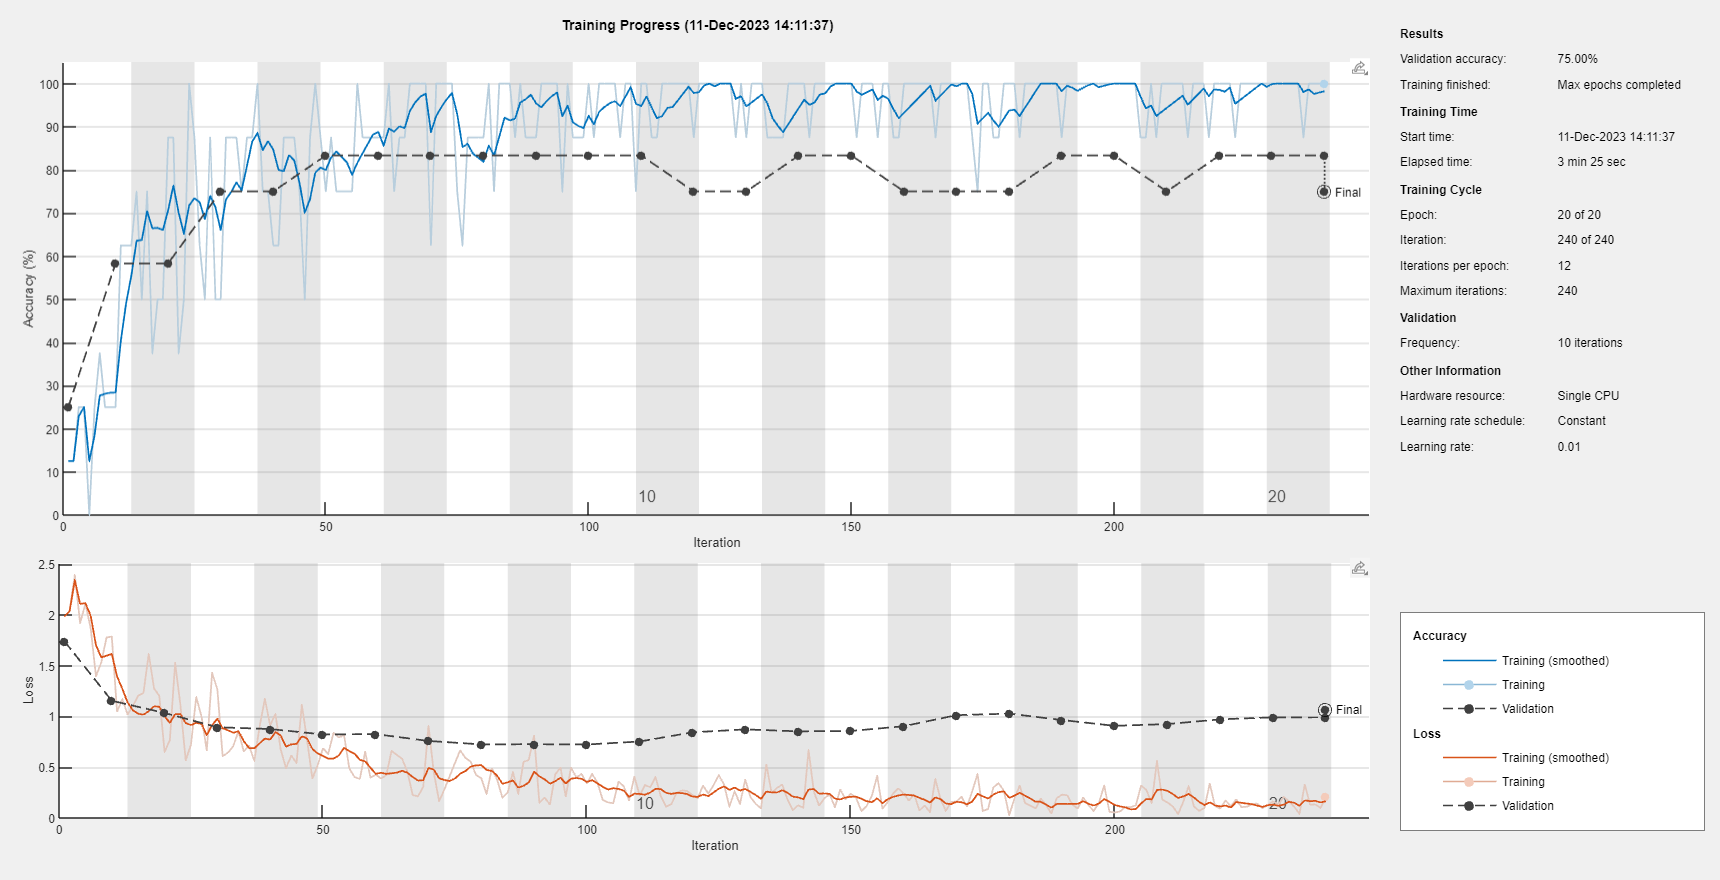 Training Progress (11-Dec-2023 14:11:37)
100
90
80
70
60
50
40
30
20
10
0
Accuracy (%)
Final
10
20
0
50
100
150
200
Iteration
2.5
2
1.5
1
0.5
0
Loss
Final
10
20
0
50
100
150
200
Iteration
Results
Validation accuracy: 75.00%
Training finished: Max epochs completed
Training Time
Start time: 11-Dec-2023 14:11:37
Elapsed time: 3 min 25 sec
Training Cycle
Epoch: 20 of 20
Iteration: 240 of 240
Iterations per epoch: 12
Maximum iterations: 240
Validation
Frequency: 10 iterations
Other Information
Hardware resource: Single CPU
Learning rate schedule: Constant
Learning rate: 0.01
Accuracy
Training (smoothed)
Training
Validation
Loss
Training (smoothed)
Training
Validation